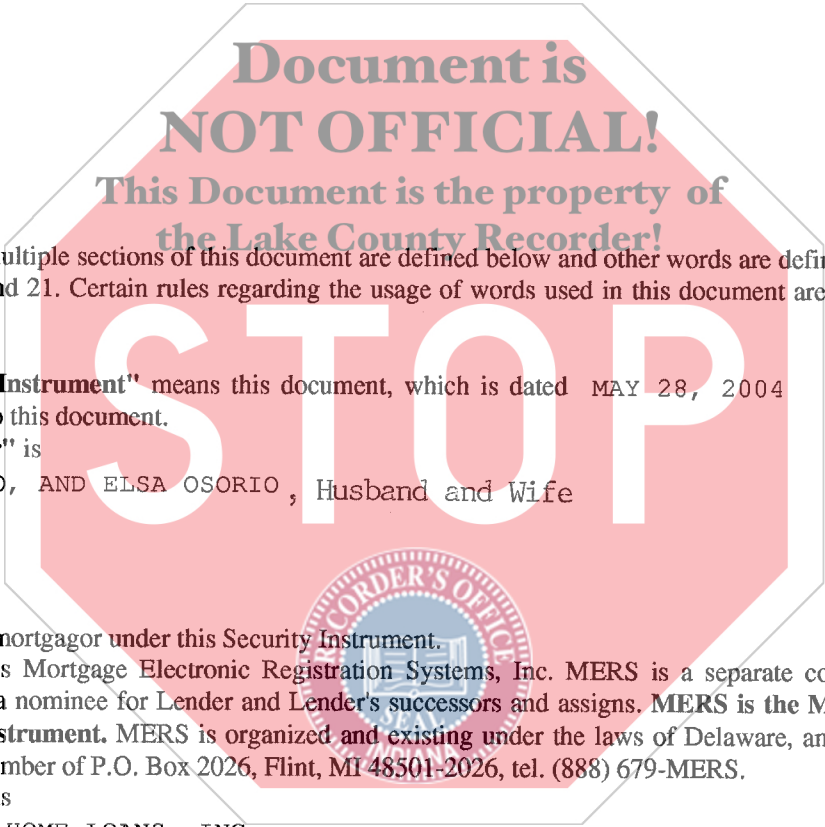 Document is
NOT OFFICIAL!
This Document is the property of
the Lake County Recorder!
ultiple sections of this document are defined below and other words are defi
d 21. Certain rules regarding the usage of words used in this document are
STOP
Instrument" means this document, which is dated MAY 28, 2004
this document.
" is
O, AND ELSA OSORIO, Husband and Wife
mortgagor under this Security Instrument.
s Mortgage Electronic Registration Systems, Inc. MERS is a separate co
a nominee for Lender and Lender's successors and assigns. MERS is the M
strument. MERS is organized and existing under the laws of Delaware, an
mber of P.O. Box 2026, Flint, MI 48501-2026, tel. (888) 679-MERS.
s
HOME LOANS, INC
RECORDER'S OFFICE
SEAL
INDIANA